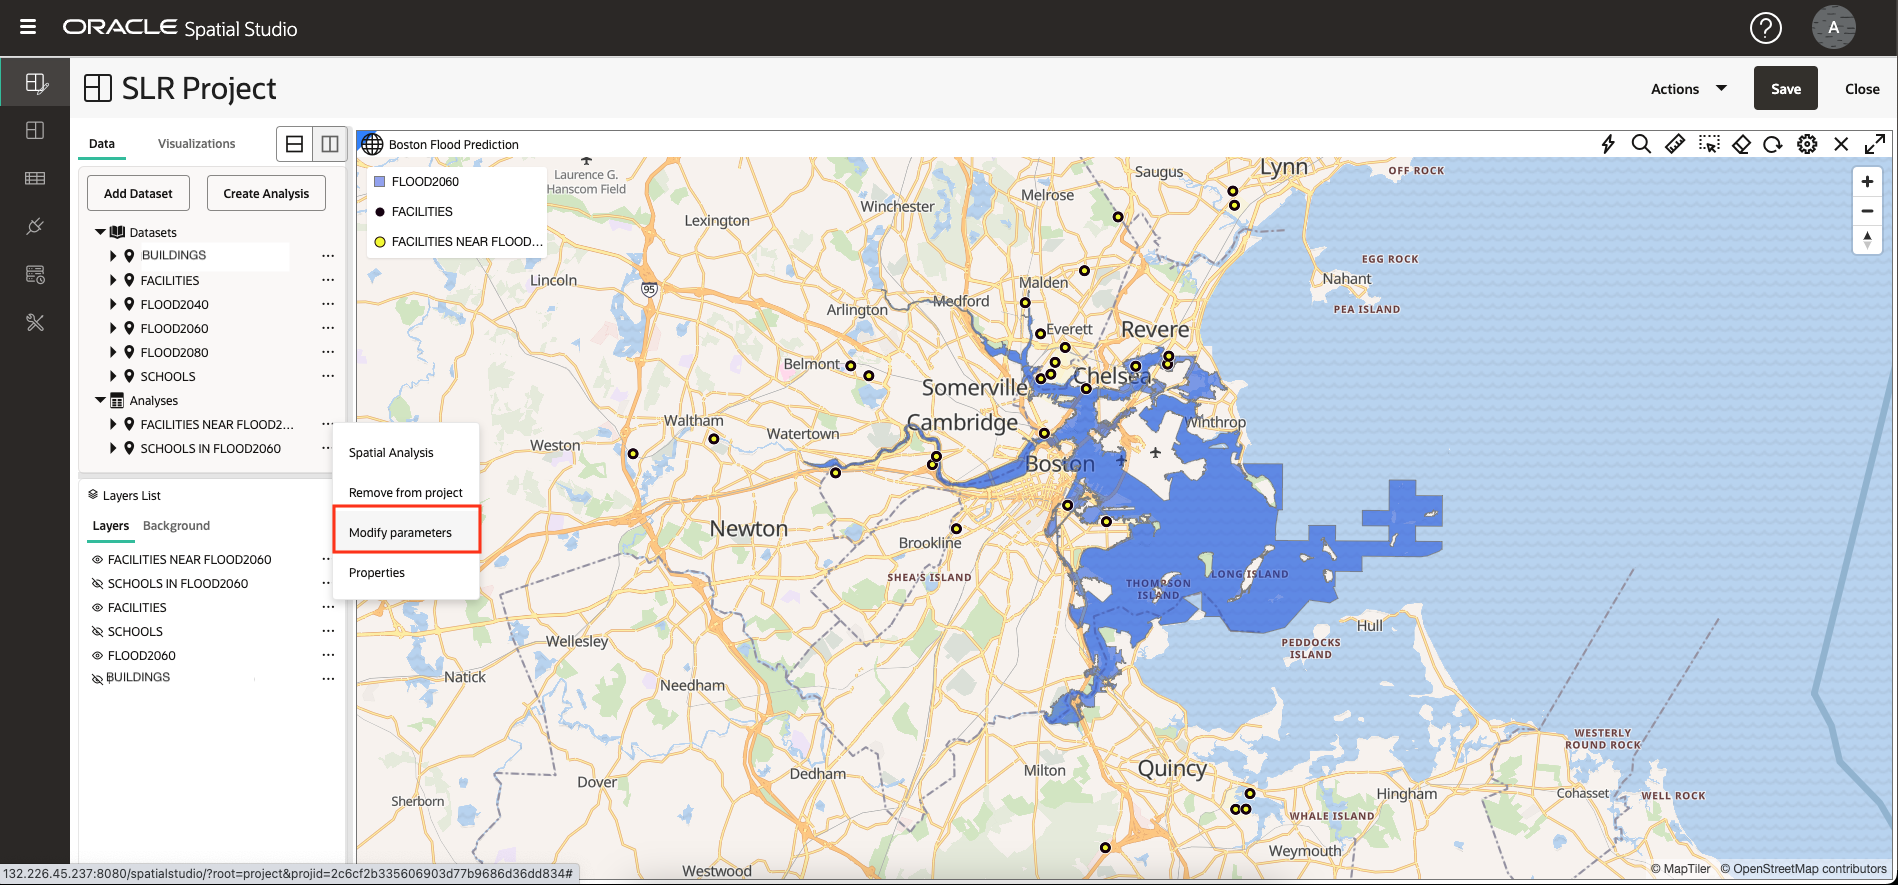 ORACLE Spatial Studio
A
SLR Project
Actions
Save
Close
Data
Visualizations
Add Dataset
Create Analysis
Datasets
BUILDINGS
FACILITIES
FLOOD2040
FLOOD2060
FLOOD2080
SCHOOLS
Analyses
FACILITIES NEAR FLOOD2...
SCHOOLS IN FLOOD2060
Layers List
Layers
Background
FACILITIES NEAR FLOOD2060
SCHOOLS IN FLOOD2060
FACILITIES
SCHOOLS
FLOOD2060
BUILDINGS
Spatial Analysis
Remove from project
Modify parameters
Properties
Boston Flood Prediction
FLOOD2060
FACILITIES
FACILITIES NEAR FLOOD...
Laurence G.
Hanscom Field
Lexington
Winchester
Melrose
Saugus
Lynn
OFF ROCK
EGG ROCK
Nahant
PEA ISLAND
Lincoln
95
Arlington
Medford
Malden
Everett
Revere
Belmont
Somerville
Chelsea
Cambridge
Winthrop
Waltham
Watertown
Weston
Boston
Newton
Brookline
SHEA'S ISLAND
THOMPSON
ISLAND
LONG ISLAND
Hull
PEDDOCKS
ISLAND
Wellesley
Natick
Needham
Dover
Dedham
Milton
Quincy
Sherborn
Westwood
WESTERLY
ROUND ROCK
Hingham
Cohasset
WELL ROCK
WHALE ISLAND
Weymouth
© MapTiler © OpenStreetMap contributors
132.226.45.237:8080/spatialstudio/?root=project&projid=2c6cf2b335606903d77b9686d36dd834#